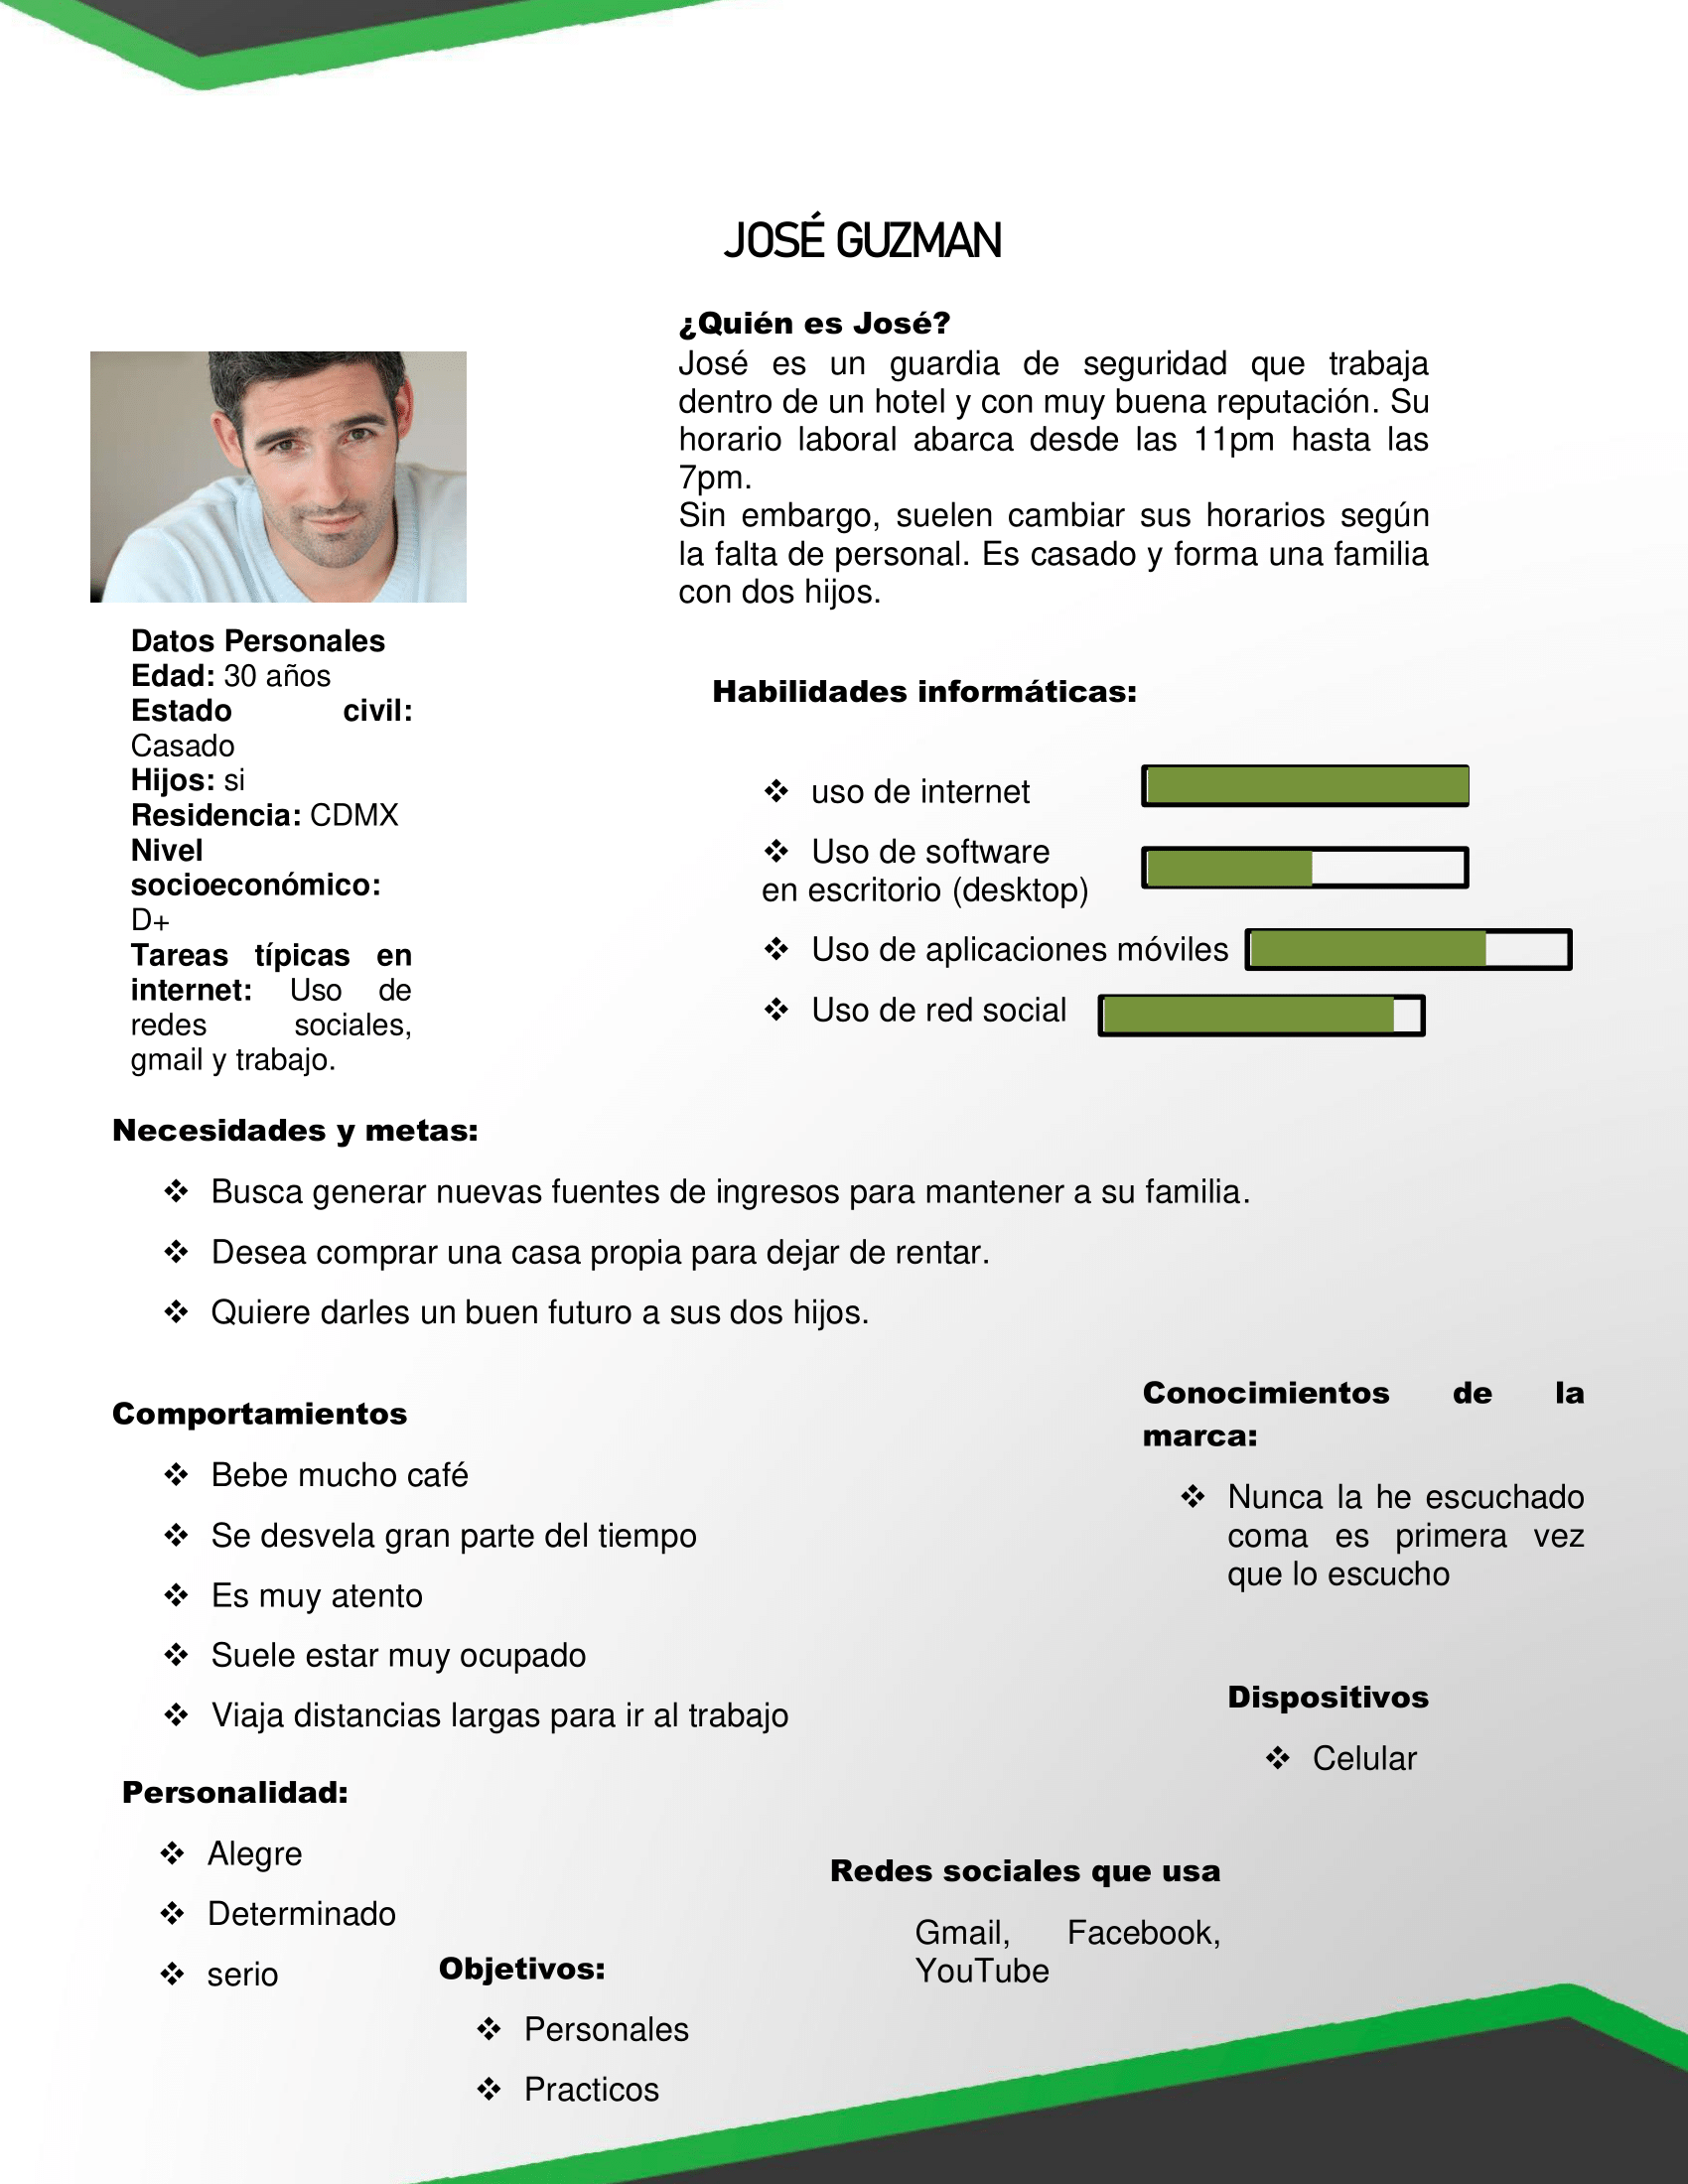 JOSÉ GUZMAN
¿Quién es José?
José es un guardia de seguridad que trabaja
dentro de un hotel y con muy buena reputación. Su
horario laboral abarca desde las 11pm hasta las
7pm.
Sin embargo, suelen cambiar sus horarios según
la falta de personal. Es casado y forma una familia
con dos hijos.
Datos Personales
Edad: 30 años
Estado civil:
Casado
Hijos: si
Residencia: CDMX
Nivel
socioeconómico:
D+
Tareas típicas en
internet: Uso de
redes sociales,
gmail y trabajo.
Habilidades informáticas:
❖ uso de internet
❖ Uso de software
en escritorio (desktop)
❖ Uso de aplicaciones móviles
❖ Uso de red social
Necesidades y metas:
❖ Busca generar nuevas fuentes de ingresos para mantener a su familia.
❖ Desea comprar una casa propia para dejar de rentar.
❖ Quiere darles un buen futuro a sus dos hijos.
Comportamientos
❖ Bebe mucho café
❖ Se desvela gran parte del tiempo
❖ Es muy atento
❖ Suele estar muy ocupado
❖ Viaja distancias largas para ir al trabajo
Conocimientos de la
marca:
❖ Nunca la he escuchado
coma es primera vez
que lo escucho
Dispositivos
❖ Celular
Personalidad:
❖ Alegre
❖ Determinado
❖ serio
Objetivos:
❖ Personales
❖ Practicos
Redes sociales que usa
Gmail, Facebook,
YouTube